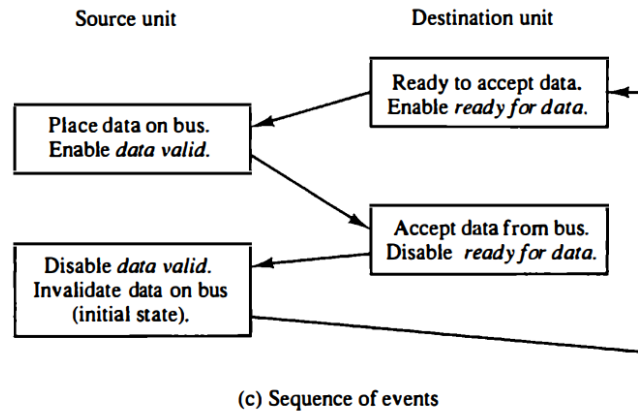 Source unit
Destination unit
Ready to accept data.
Enable ready for data.
Place data on bus.
Enable data valid.
Accept data from bus.
Disable ready for data.
Disable data valid.
Invalidate data on bus
(initial state).
(c) Sequence of events